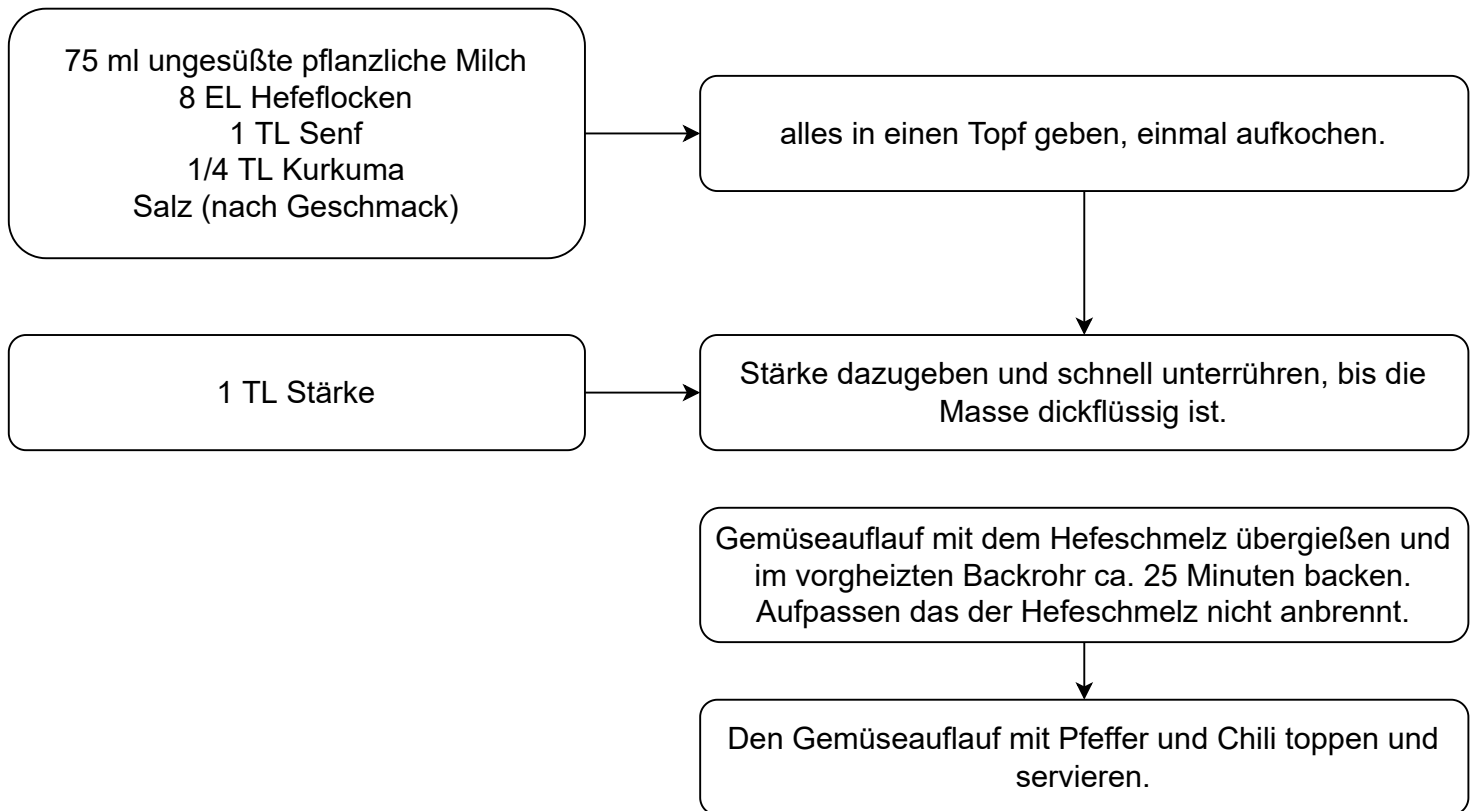 75 ml ungesüßte pflanzliche Milch
8 EL Hefeflocken
1 TL Senf
1/4 TL Kurkuma
Salz (nach Geschmack)
alles in einen Topf geben, einmal aufkochen.
1 TL Stärke
Stärke dazugeben und schnell unterrühren, bis die
Masse dickflüssig ist.
Gemüseauflauf mit dem Hefeschmelz übergießen und
im vorgheizten Backrohr ca. 25 Minuten backen.
Aufpassen das der Hefeschmelz nicht anbrennt.
Den Gemüseauflauf mit Pfeffer und Chili toppen und
servieren.